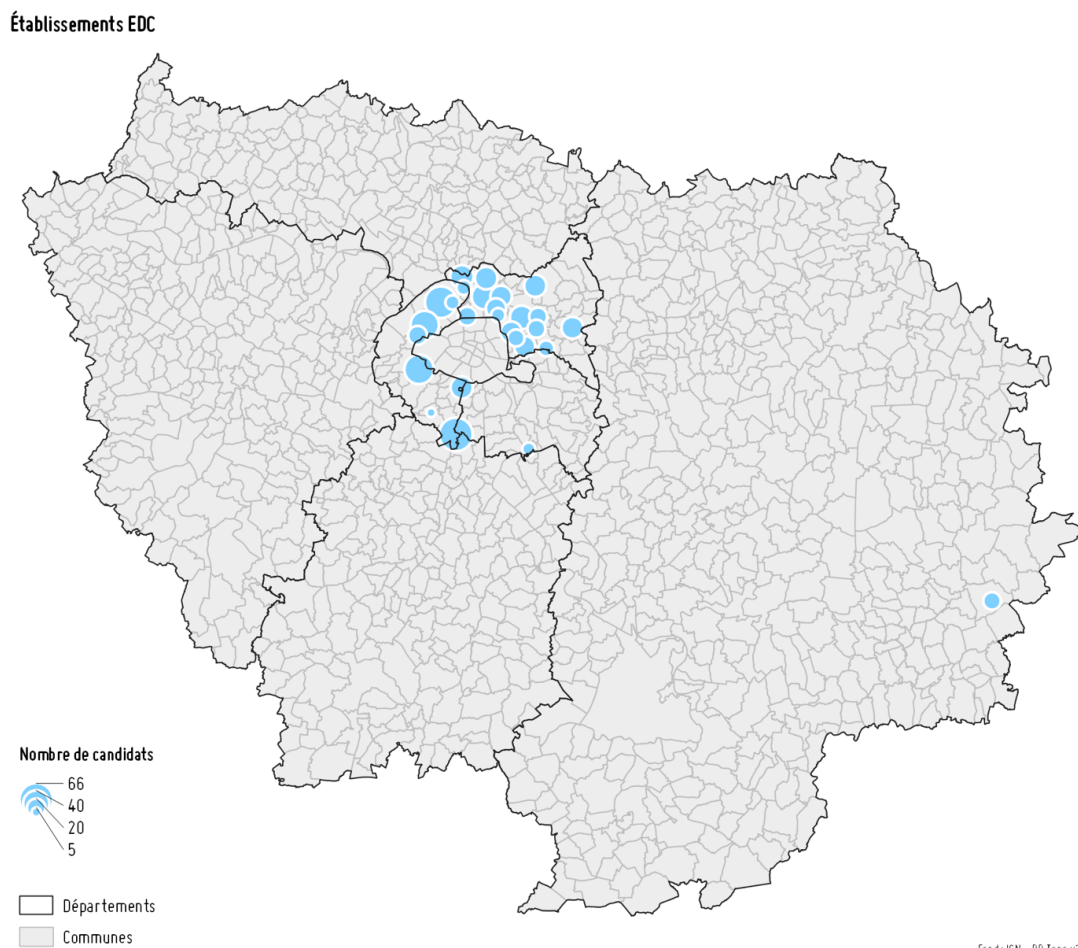 Établissements EDC
Nombre de candidats
66
40
20
5
Départements
Communes